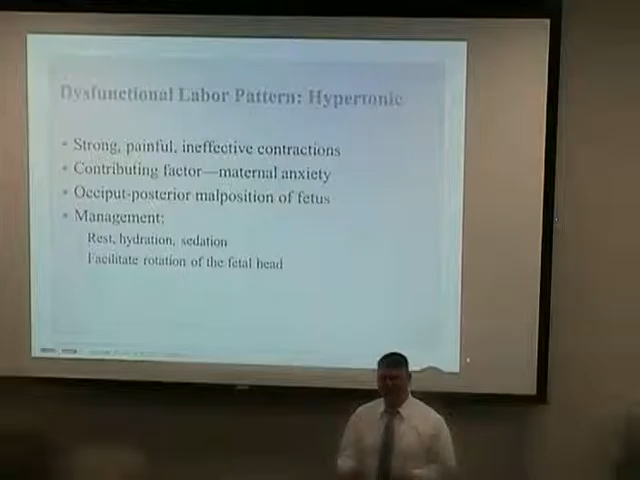 Dysfunctional Labor Pattern: Hypertonic
Strong, painful, ineffective contractions
Contributing factor—maternal anxiety
Occiput-posterior malposition of fetus
Management:
Rest, hydration, sedation
Facilitate rotation of the fetal head